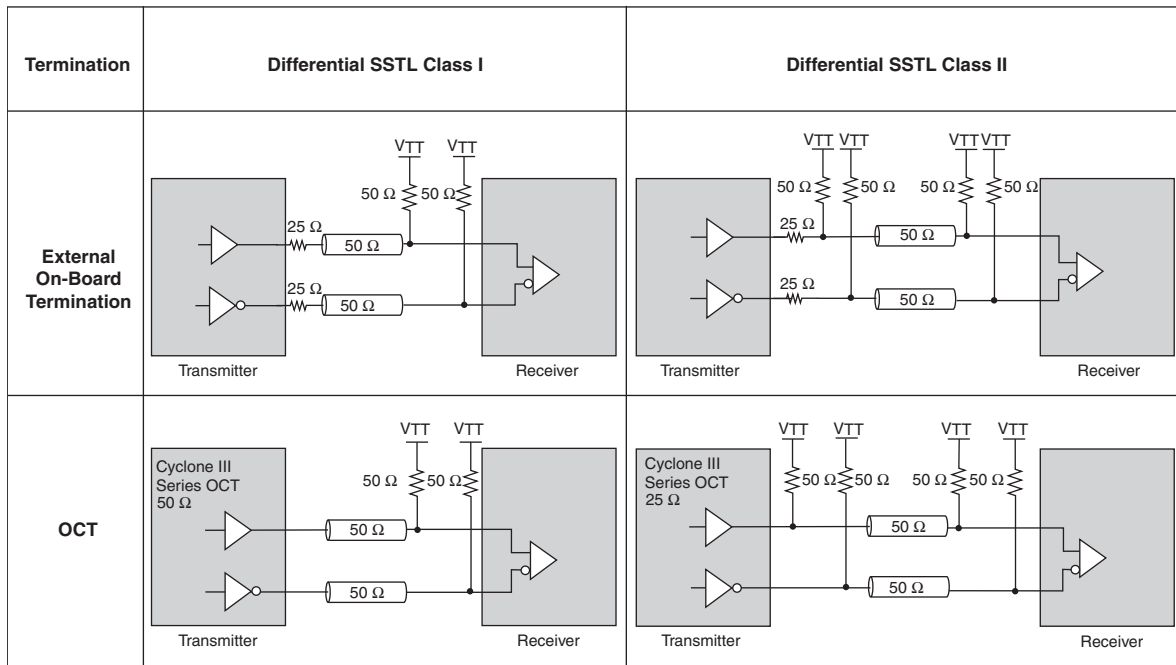 Termination
Differential SSTL Class I
Differential SSTL Class II
External
On-Board
Termination
VTT VTT
50 Ω 50 Ω
25 Ω
50 Ω
25 Ω
50 Ω
Transmitter
Receiver
VTT VTT VTT VTT
50 Ω 50 Ω 50 Ω 50 Ω
25 Ω
50 Ω
25 Ω
50 Ω
Transmitter
Receiver
OCT
Cyclone III
Series OCT
50 Ω
VTT VTT
50 Ω 50 Ω
50 Ω
50 Ω
Transmitter
Receiver
Cyclone III
Series OCT
25 Ω
VTT VTT VTT VTT
50 Ω 50 Ω 50 Ω 50 Ω
50 Ω
50 Ω
Transmitter
Receiver